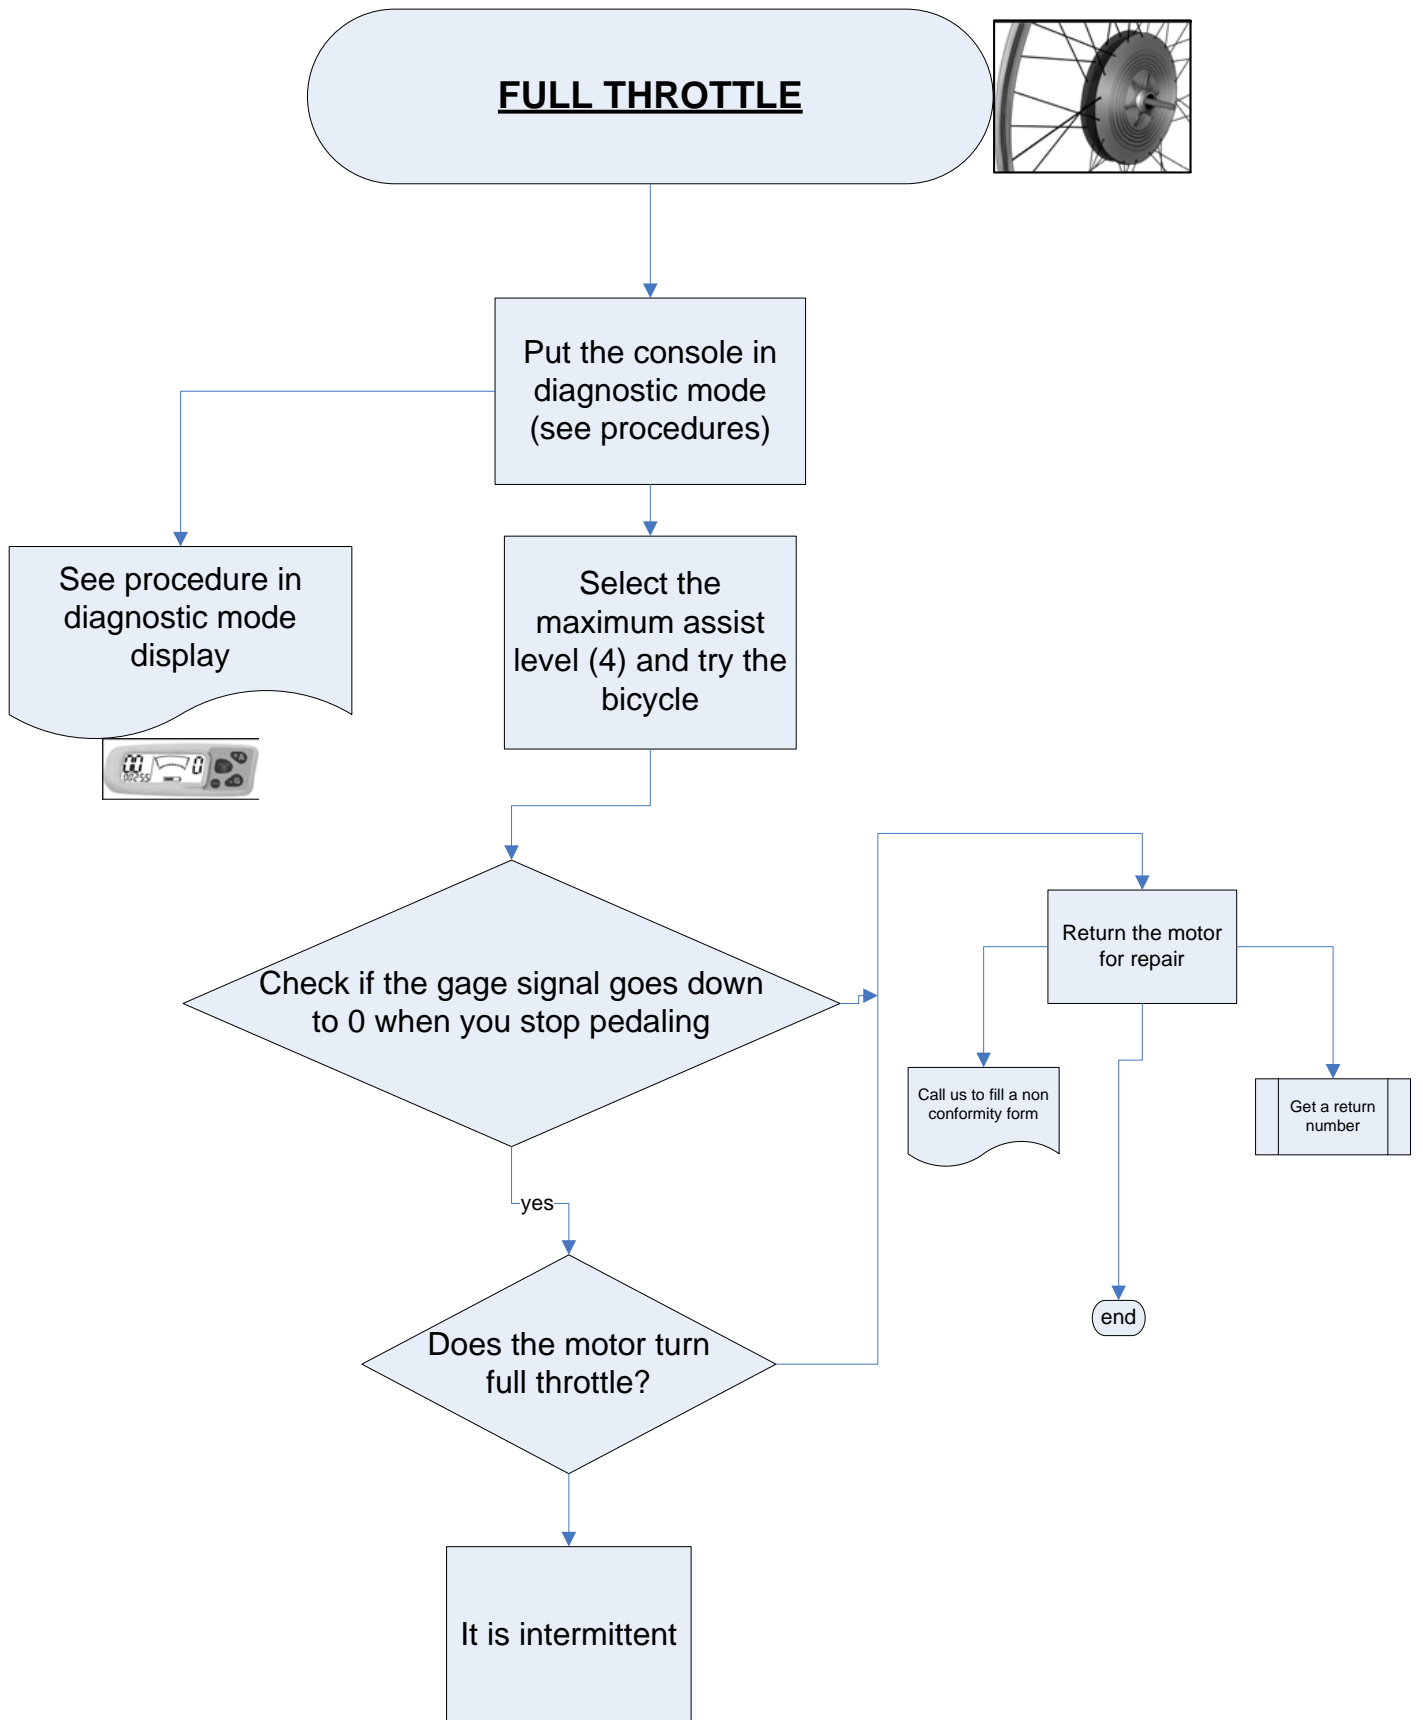 FULL THROTTLE
Put the console in
diagnostic mode
(see procedures)
See procedure in
diagnostic mode
display
Select the
maximum assist
level (4) and try the
bicycle
Check if the gage signal goes down
to 0 when you stop pedaling
Return the motor
for repair
Call us to fill a non
conformity form
Get a return
number
yes
Does the motor turn
full throttle?
end
It is intermittent